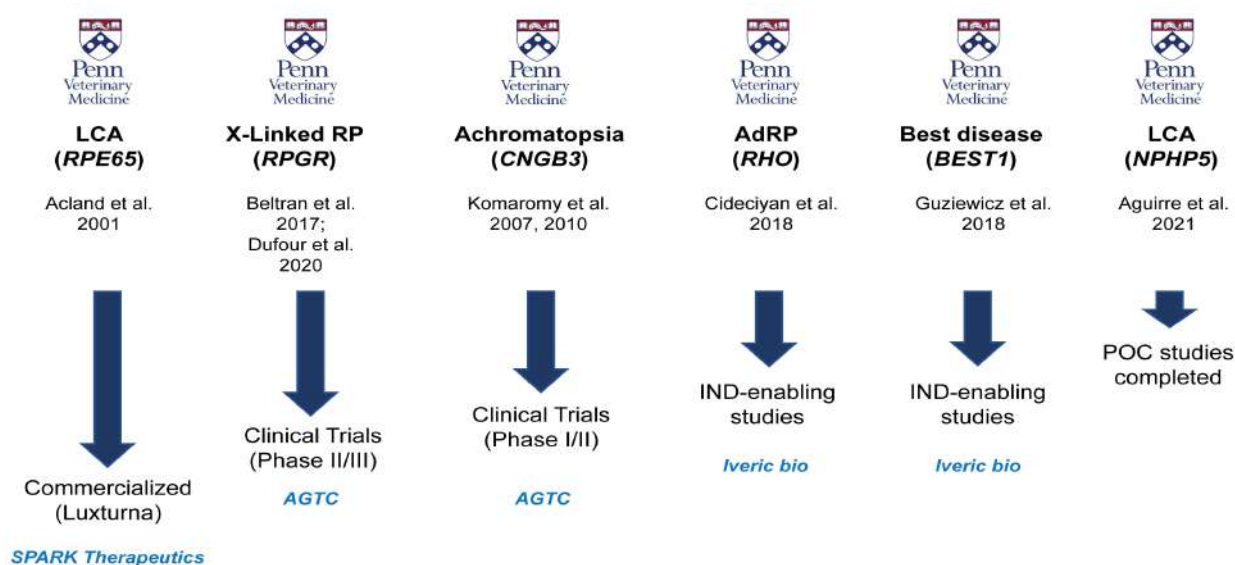 Penn
Veterinary
Medicine
LCA
(RPE65)
Acland et al.
2001
Commercialized
(Luxturna)
SPARK Therapeutics
Penn
Veterinary
Medicine
X-Linked RP
(RPGR)
Beltran et al.
2017;
Dufour et al.
2020
Clinical Trials
(Phase II/III)
AGTC
Penn
Veterinary
Medicine
Achromatopsia
(CNGB3)
Komaromy et al.
2007, 2010
Clinical Trials
(Phase I/II)
AGTC
Penn
Veterinary
Medicine
AdRP
(RHO)
Cideciyan et al.
2018
IND-enabling
studies
Iveric bio
Penn
Veterinary
Medicine
Best disease
(BEST1)
Guziewicz et al.
2018
IND-enabling
studies
Iveric bio
Penn
Veterinary
Medicine
LCA
(NPHP5)
Aguirre et al.
2021
POC studies
completed